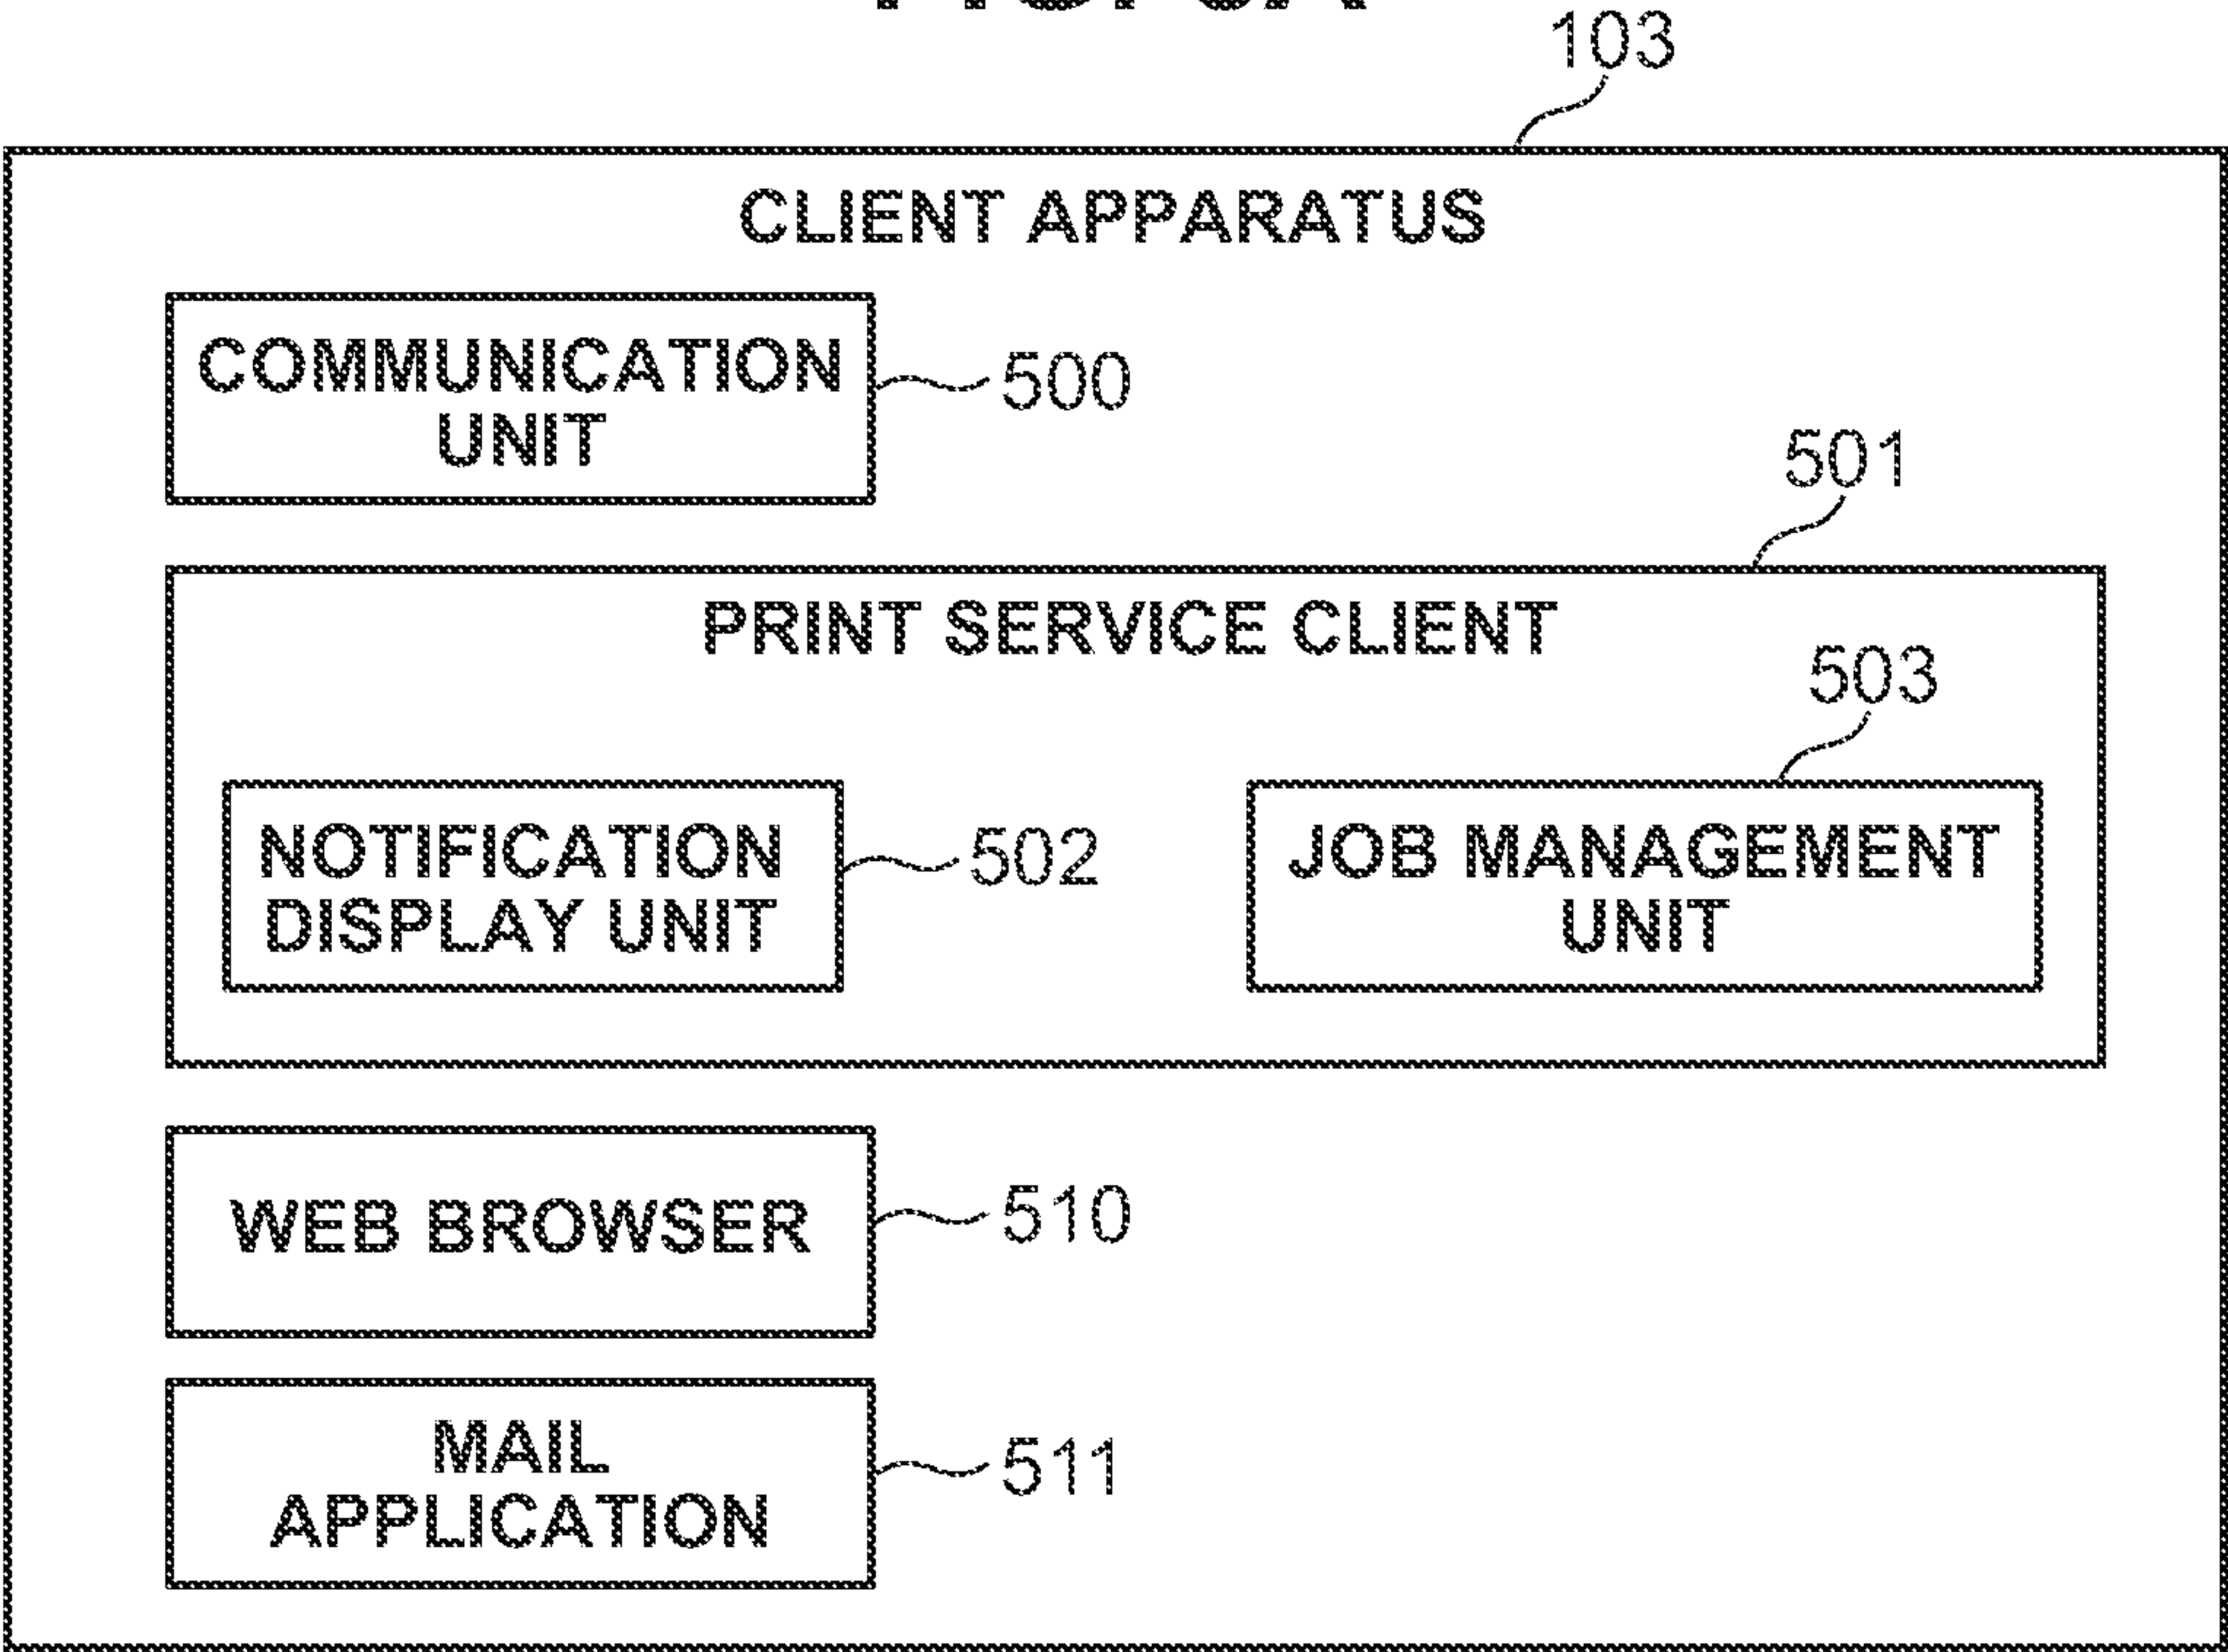 103
CLIENT APPARATUS
COMMUNICATION
UNIT
500
501
PRINT SERVICE CLIENT
503
NOTIFICATION
DISPLAY UNIT
502
JOB MANAGEMENT
UNIT
WEB BROWSER
510
MAIL
APPLICATION
511